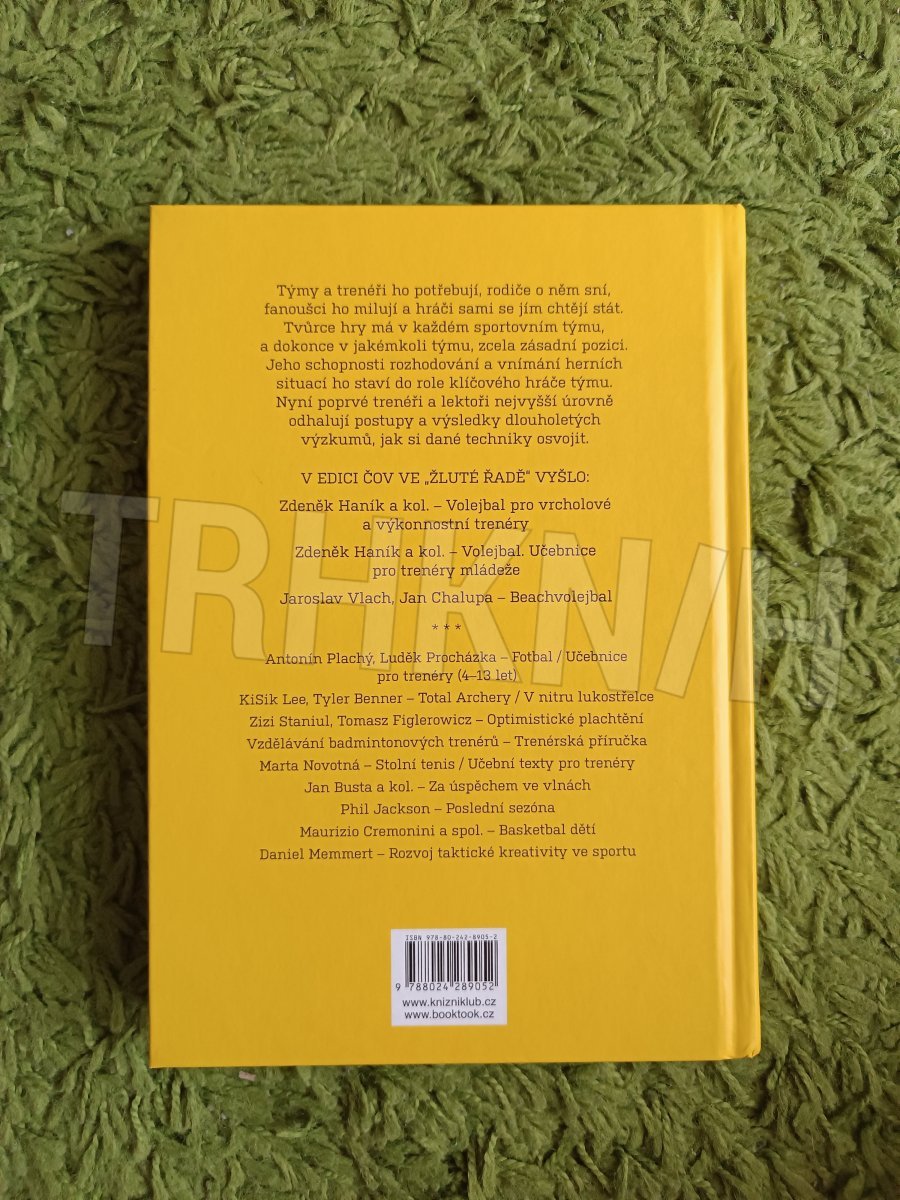 Týmy a trenéři ho potřebují, rodiče o něm sní,
fanoušci ho milují a hráči sami se jím chtějí stát.
Tvůrce hry má v každém sportovním týmu,
a dokonce v jakémkoli týmu, zcela zásadní pozici.
Jeho schopnosti rozhodování a vnímání herních
situací ho staví do role klíčového hráče týmu.
Nyní poprvé trenéři a lektoři nejvyšší úrovně
odhalují postupy a výsledky dlouholetých
výzkumů, jak si dané techniky osvojit.
V EDICI ČOV VE „ŽLUTÉ ŘADĚ“ VYŠLO:
Zdeněk Haník a kol. – Volejbal pro vrcholové
a výkonnostní trenéry
Zdeněk Haník a kol. – Volejbal. Učebnice
pro trenéry mládeže
Jaroslav Vlach, Jan Chalupa – Beachvolejbal
* * *
Antonín Plachý, Luděk Procházka – Fotbal / Učebnice
pro trenéry (4–13 let)
KiSik Lee, Tyler Benner – Total Archery / V nitru lukostřelce
Zizi Staniul, Tomasz Figlerowicz – Optimistické plachtění
Vzdělávání badmintonových trenérů – Trenérská příručka
Marta Novotná – Stolní tenis / Učební texty pro trenéry
Jan Busta a kol. – Za úspěchem ve vlnách
Phil Jackson – Poslední sezóna
Maurizio Cremonini a spol. – Basketbal dětí
Daniel Memmert – Rozvoj taktické kreativity ve sportu
ISBN 978-80-242-8905-2
9 788024 289052
www.knizniklub.cz
www.booktook.cz
TRHKNIH